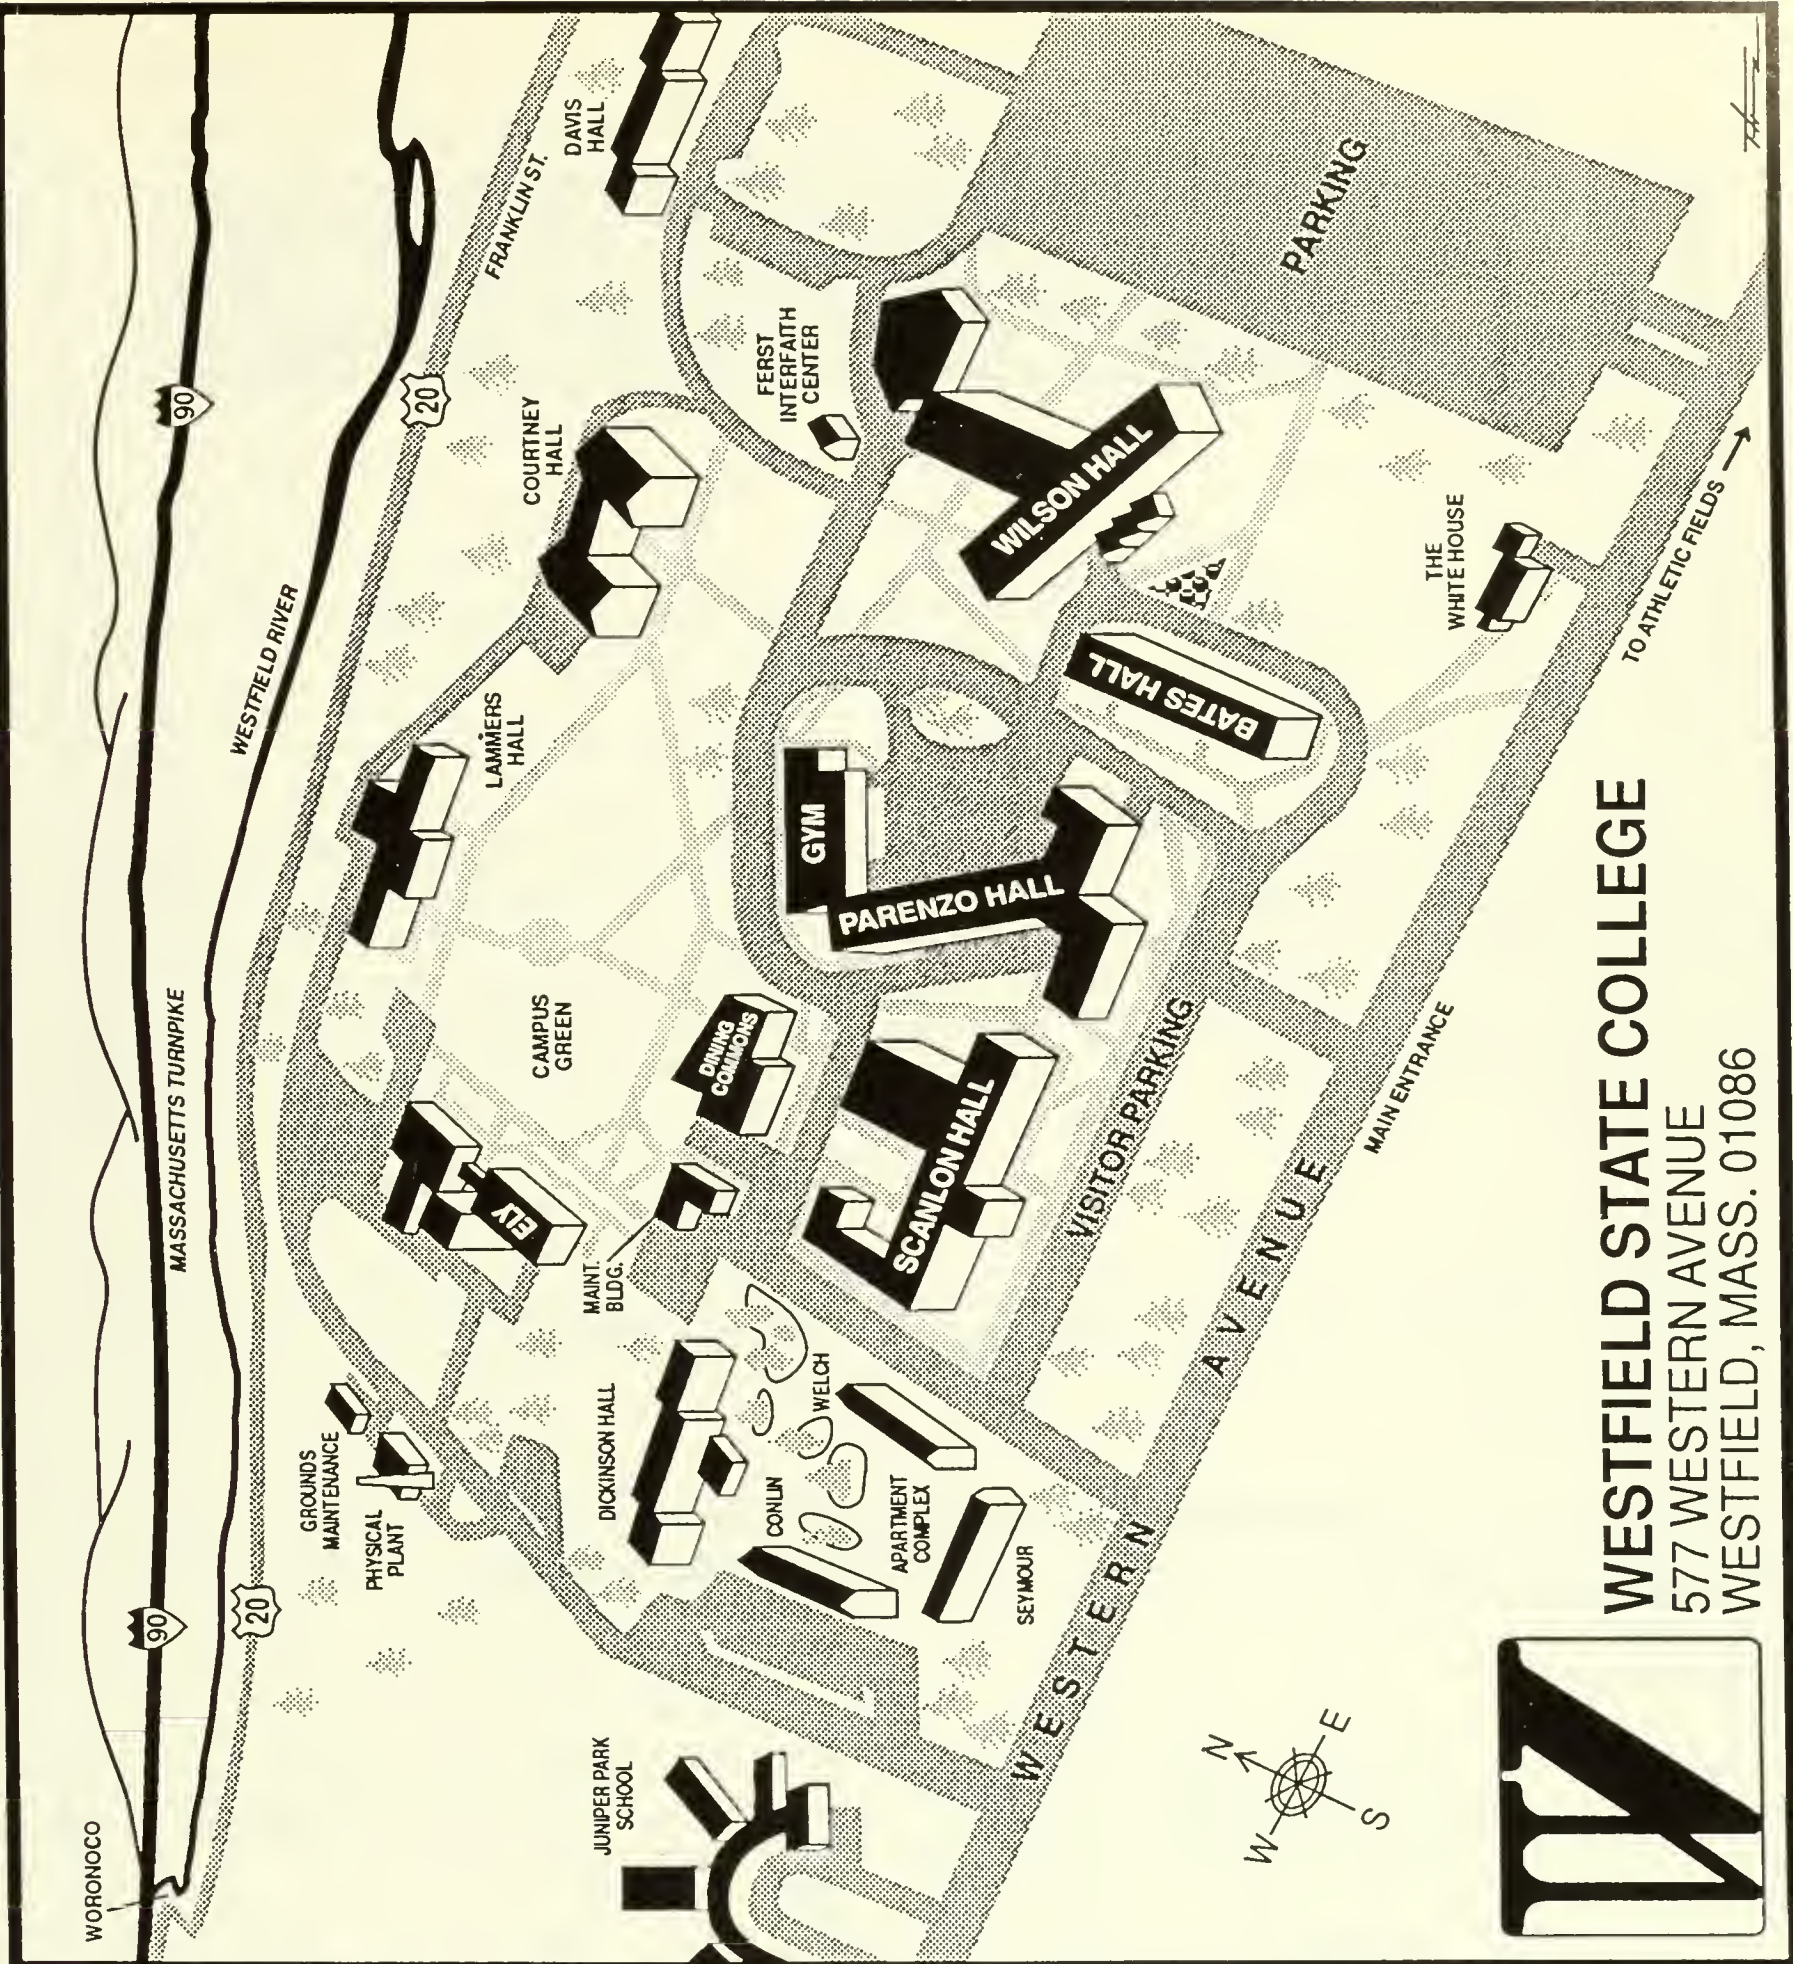 WORONOCO
90
MASSACHUSETTS TURNPIKE
90
WESTFIELD RIVER
20
20
FRANKLIN ST.
DAVIS
HALL
COURTNEY
HALL
LAMMERS
HALL
FERST
INTERFAITH
CENTER
GROUNDS
MAINTENANCE
PHYSICAL
PLANT
ELY
CAMPUS
GREEN
MAINT.
BLDG.
DINING
COMMONS
GYM
PARENZO HALL
WILSON HALL
BATES HALL
SCANLON HALL
DICKINSON HALL
WELCH
CONLIN
APARTMENT
COMPLEX
SEYMOUR
JUNIPER PARK
SCHOOL
VISITOR PARKING
PARKING
THE
WHITE HOUSE
WESTERN AVENUE
MAIN ENTRANCE
TO ATHLETIC FIELDS
N
E
S
W
W
WESTFIELD STATE COLLEGE
577 WESTERN AVENUE
WESTFIELD, MASS. 01086